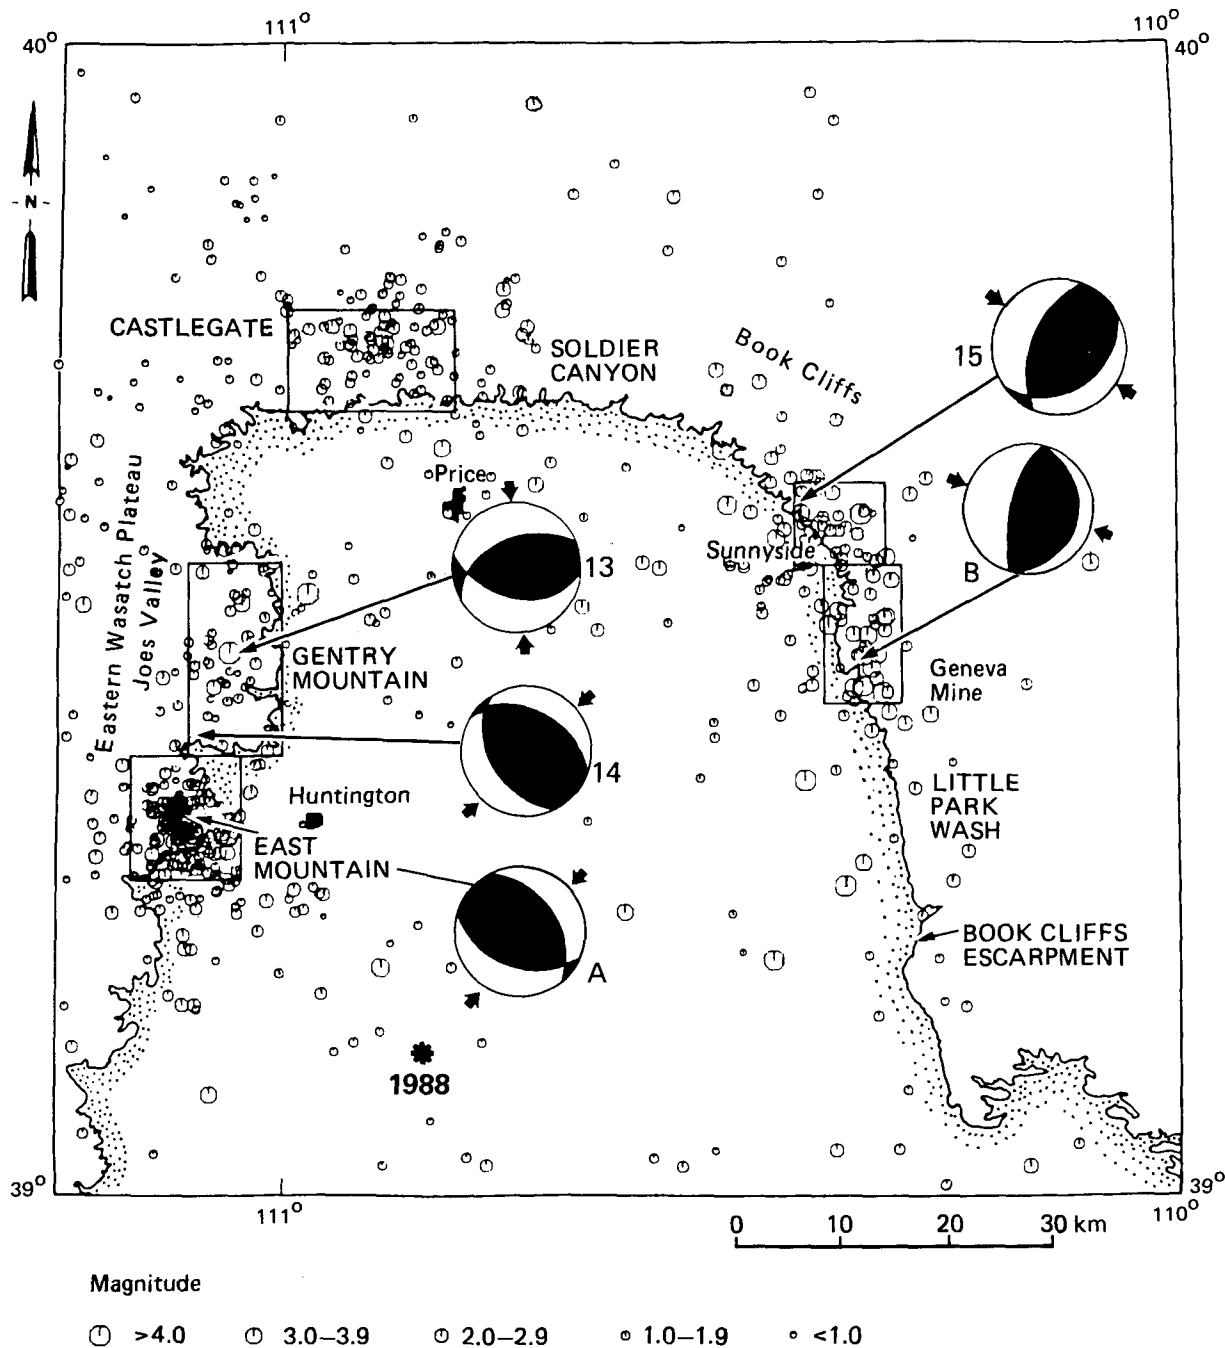 111°
110°
40°
40°
- N -
CASTLEGATE
SOLDIER
CANYON
Book Cliffs
15
Price
Eastern Wasatch Plateau
Joes Valley
13
Sunnyside
B
GENTRY
MOUNTAIN
Geneva
Mine
14
Huntington
LITTLE
PARK
WASH
EAST
MOUNTAIN
A
BOOK CLIFFS
ESCARPMENT
1988
39°
39°
111°
110°
0 10 20 30 km
Magnitude
>4.0 3.0–3.9 2.0–2.9 1.0–1.9 <1.0